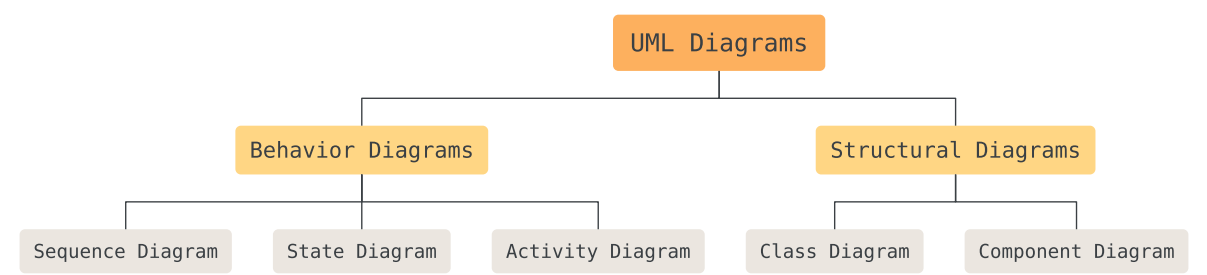 UML Diagrams
Behavior Diagrams
Structural Diagrams
Sequence Diagram
State Diagram
Activity Diagram
Class Diagram
Component Diagram